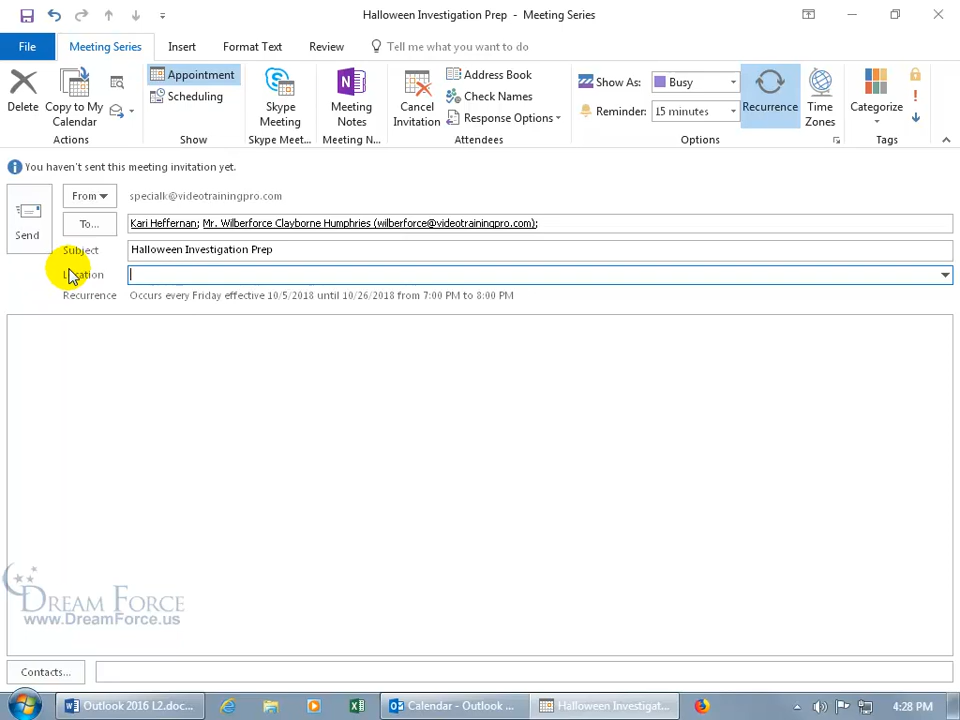 Halloween Investigation Prep - Meeting Series
File Meeting Series Insert Format Text Review Tell me what you want to do
Delete
Copy to My Calendar
Actions
Appointment
Scheduling
Show
Skype Meeting
Skype Meet...
Meeting Notes
Meeting N...
Cancel Invitation
Address Book
Check Names
Response Options
Attendees
Show As: Busy
Reminder: 15 minutes
Recurrence
Time Zones
Options
Categorize
Tags
You haven't sent this meeting invitation yet.
Send
From specialk@videotrainingpro.com
To... Kari Heffernan; Mr. Wilberforce Clayborne Humphries (wilberforce@videotrainingpro.com);
Subject Halloween Investigation Prep
Location
Recurrence Occurs every Friday effective 10/5/2018 until 10/26/2018 from 7:00 PM to 8:00 PM
DREAM FORCE
www.DreamForce.us
Contacts...
Outlook 2016 L2.doc... Calendar - Outlook ... Halloween Investigat... 4:28 PM